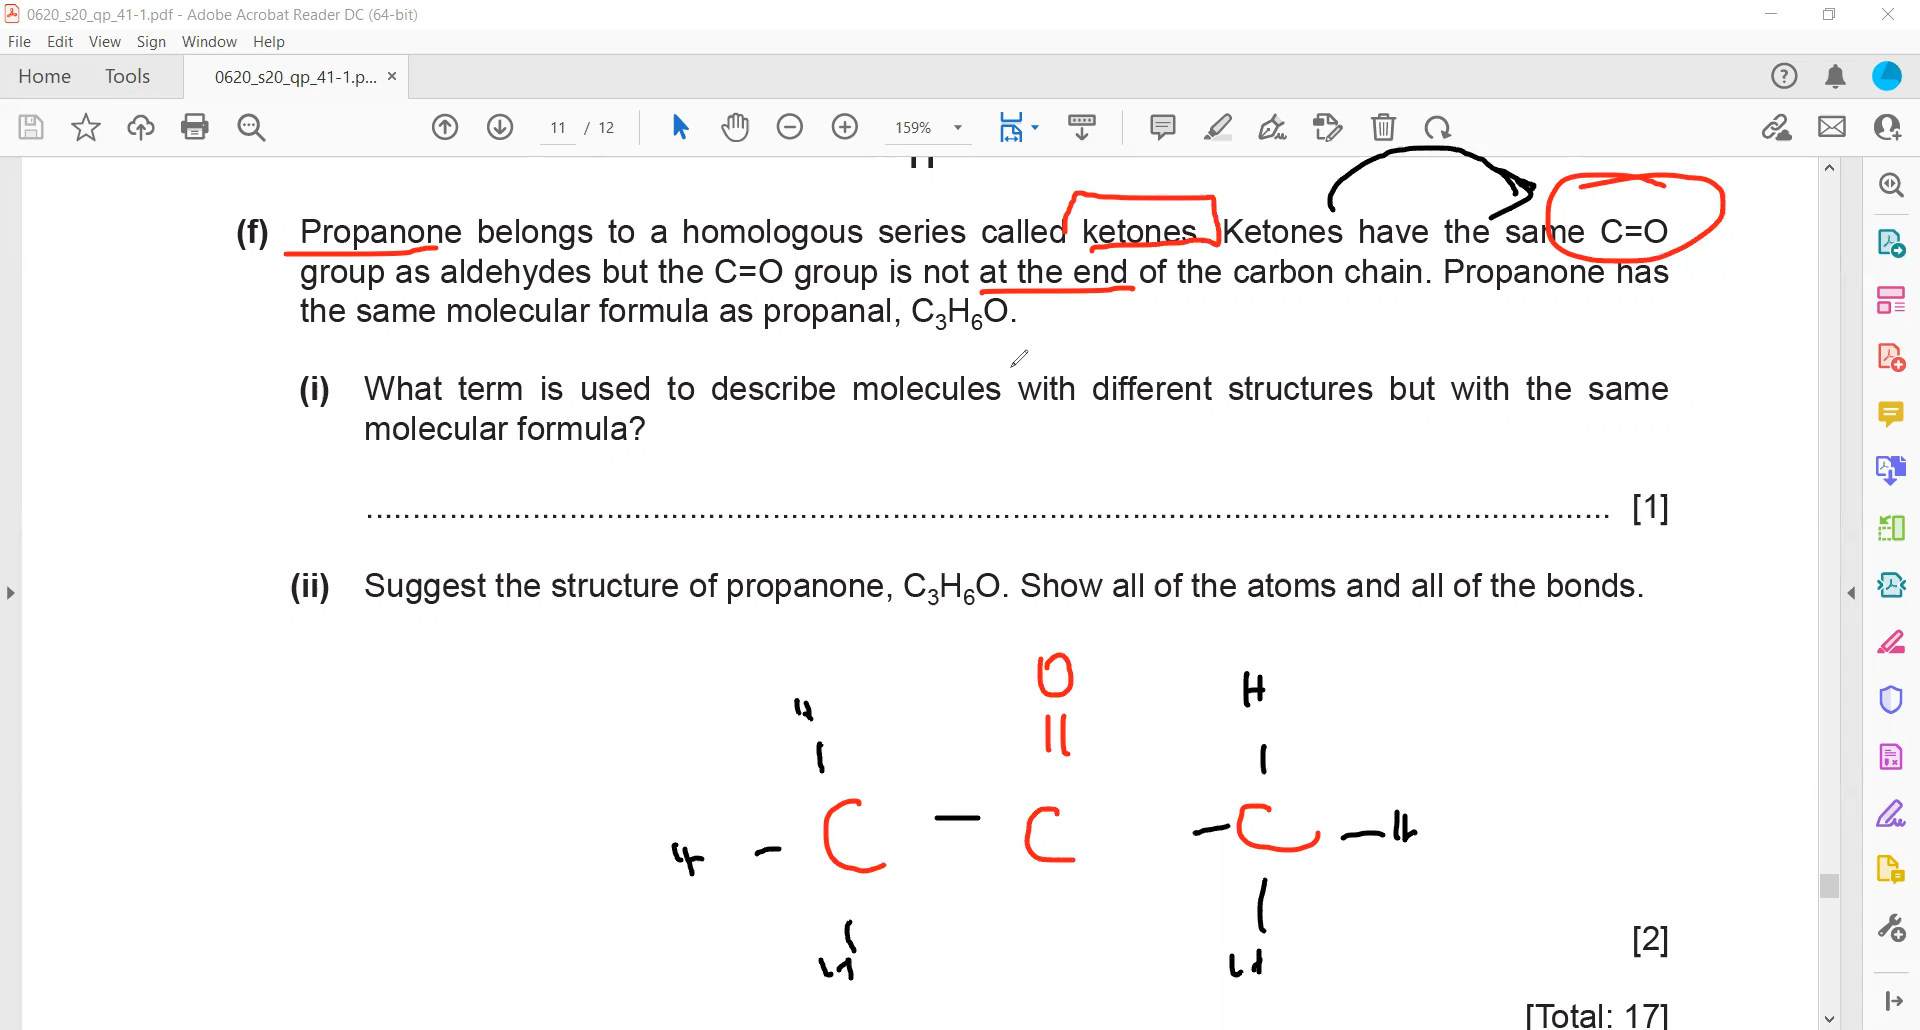 0620_s20_qp_41-1.pdf - Adobe Acrobat Reader DC (64-bit)
File Edit View Sign Window Help
Home Tools 0620_s20_qp_41-1.p... ×
11 / 12 159%
(f) Propanone belongs to a homologous series called ketones. Ketones have the same C=O
group as aldehydes but the C=O group is not at the end of the carbon chain. Propanone has
the same molecular formula as propanal, C₃H₆O.
(i) What term is used to describe molecules with different structures but with the same
molecular formula?
[1]
(ii) Suggest the structure of propanone, C₃H₆O. Show all of the atoms and all of the bonds.
O
H H
H C C C H
H H
[2]
[Total: 17]